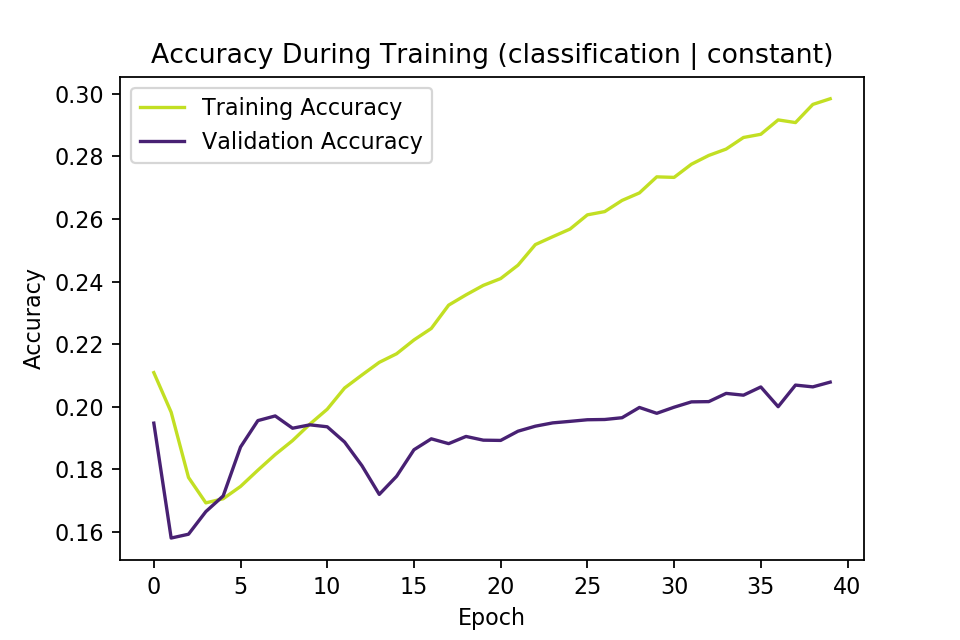 Accuracy During Training (classification | constant)
Training Accuracy
Validation Accuracy
0.30
0.28
0.26
0.24
0.22
0.20
0.18
0.16
Accuracy
0 5 10 15 20 25 30 35 40
Epoch